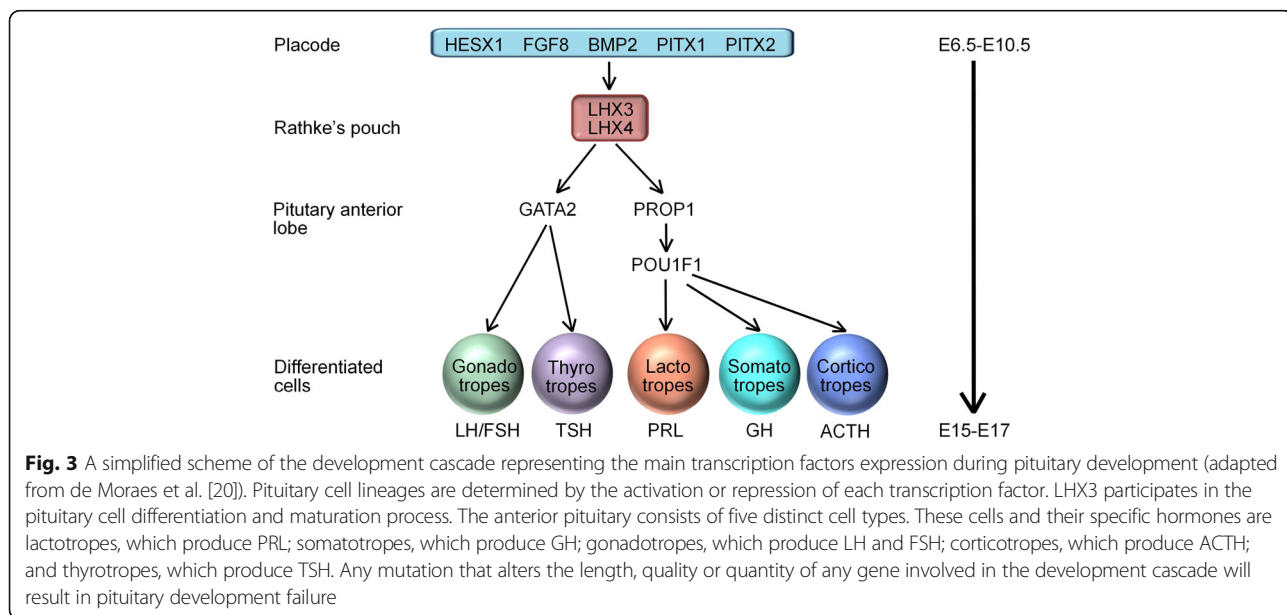 Placode
HESX1 FGF8 BMP2 PITX1 PITX2
E6.5-E10.5
Rathke's pouch
LHX3
LHX4
Pitutary anterior
lobe
GATA2
PROP1
POU1F1
Differentiated
cells
Gonado
tropes
Thyro
tropes
Lacto
tropes
Somato
tropes
Cortico
tropes
LH/FSH
TSH
PRL
GH
ACTH
E15-E17
Fig. 3 A simplified scheme of the development cascade representing the main transcription factors expression during pituitary development (adapted
from de Moraes et al. [20]). Pituitary cell lineages are determined by the activation or repression of each transcription factor. LHX3 participates in the
pituitary cell differentiation and maturation process. The anterior pituitary consists of five distinct cell types. These cells and their specific hormones are
lactotropes, which produce PRL; somatotropes, which produce GH; gonadotropes, which produce LH and FSH; corticotropes, which produce ACTH;
and thyrotropes, which produce TSH. Any mutation that alters the length, quality or quantity of any gene involved in the development cascade will
result in pituitary development failure